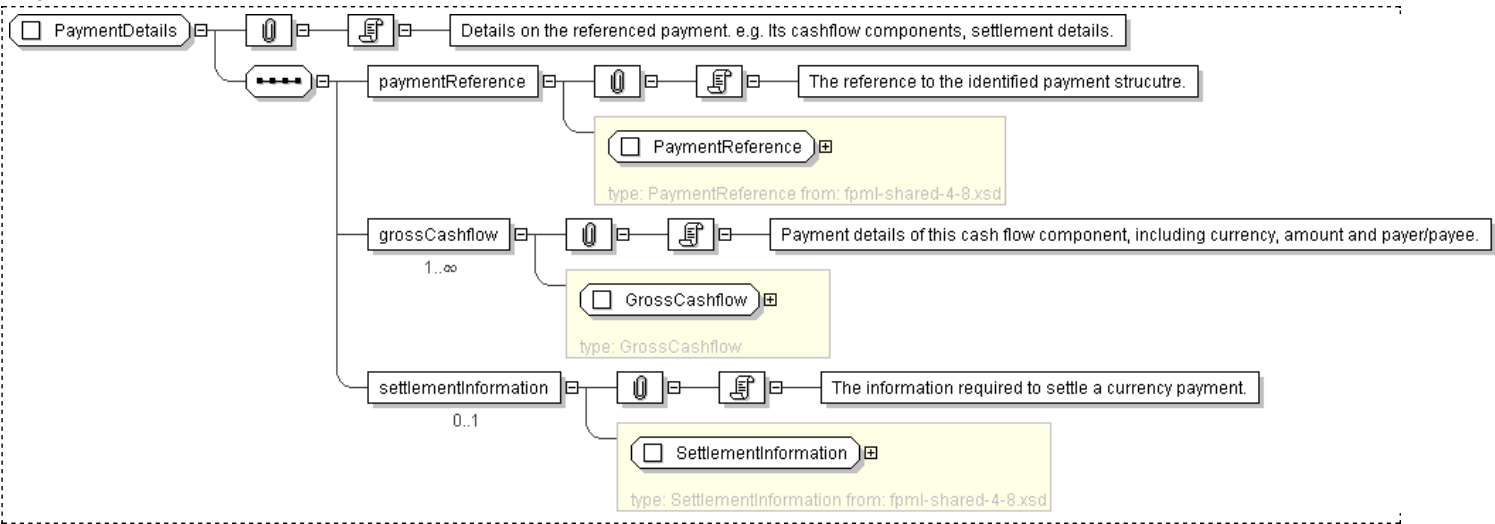 PaymentDetails
Details on the referenced payment. e.g. Its cashflow components, settlement details.
paymentReference
The reference to the identified payment strucutre.
PaymentReference
type: PaymentReference from: fpml-shared-4-8.xsd
grossCashflow
Payment details of this cash flow component, including currency, amount and payer/payee.
1..∞
GrossCashflow
type: GrossCashflow
settlementInformation
The information required to settle a currency payment.
0..1
SettlementInformation
type: SettlementInformation from: fpml-shared-4-8.xsd